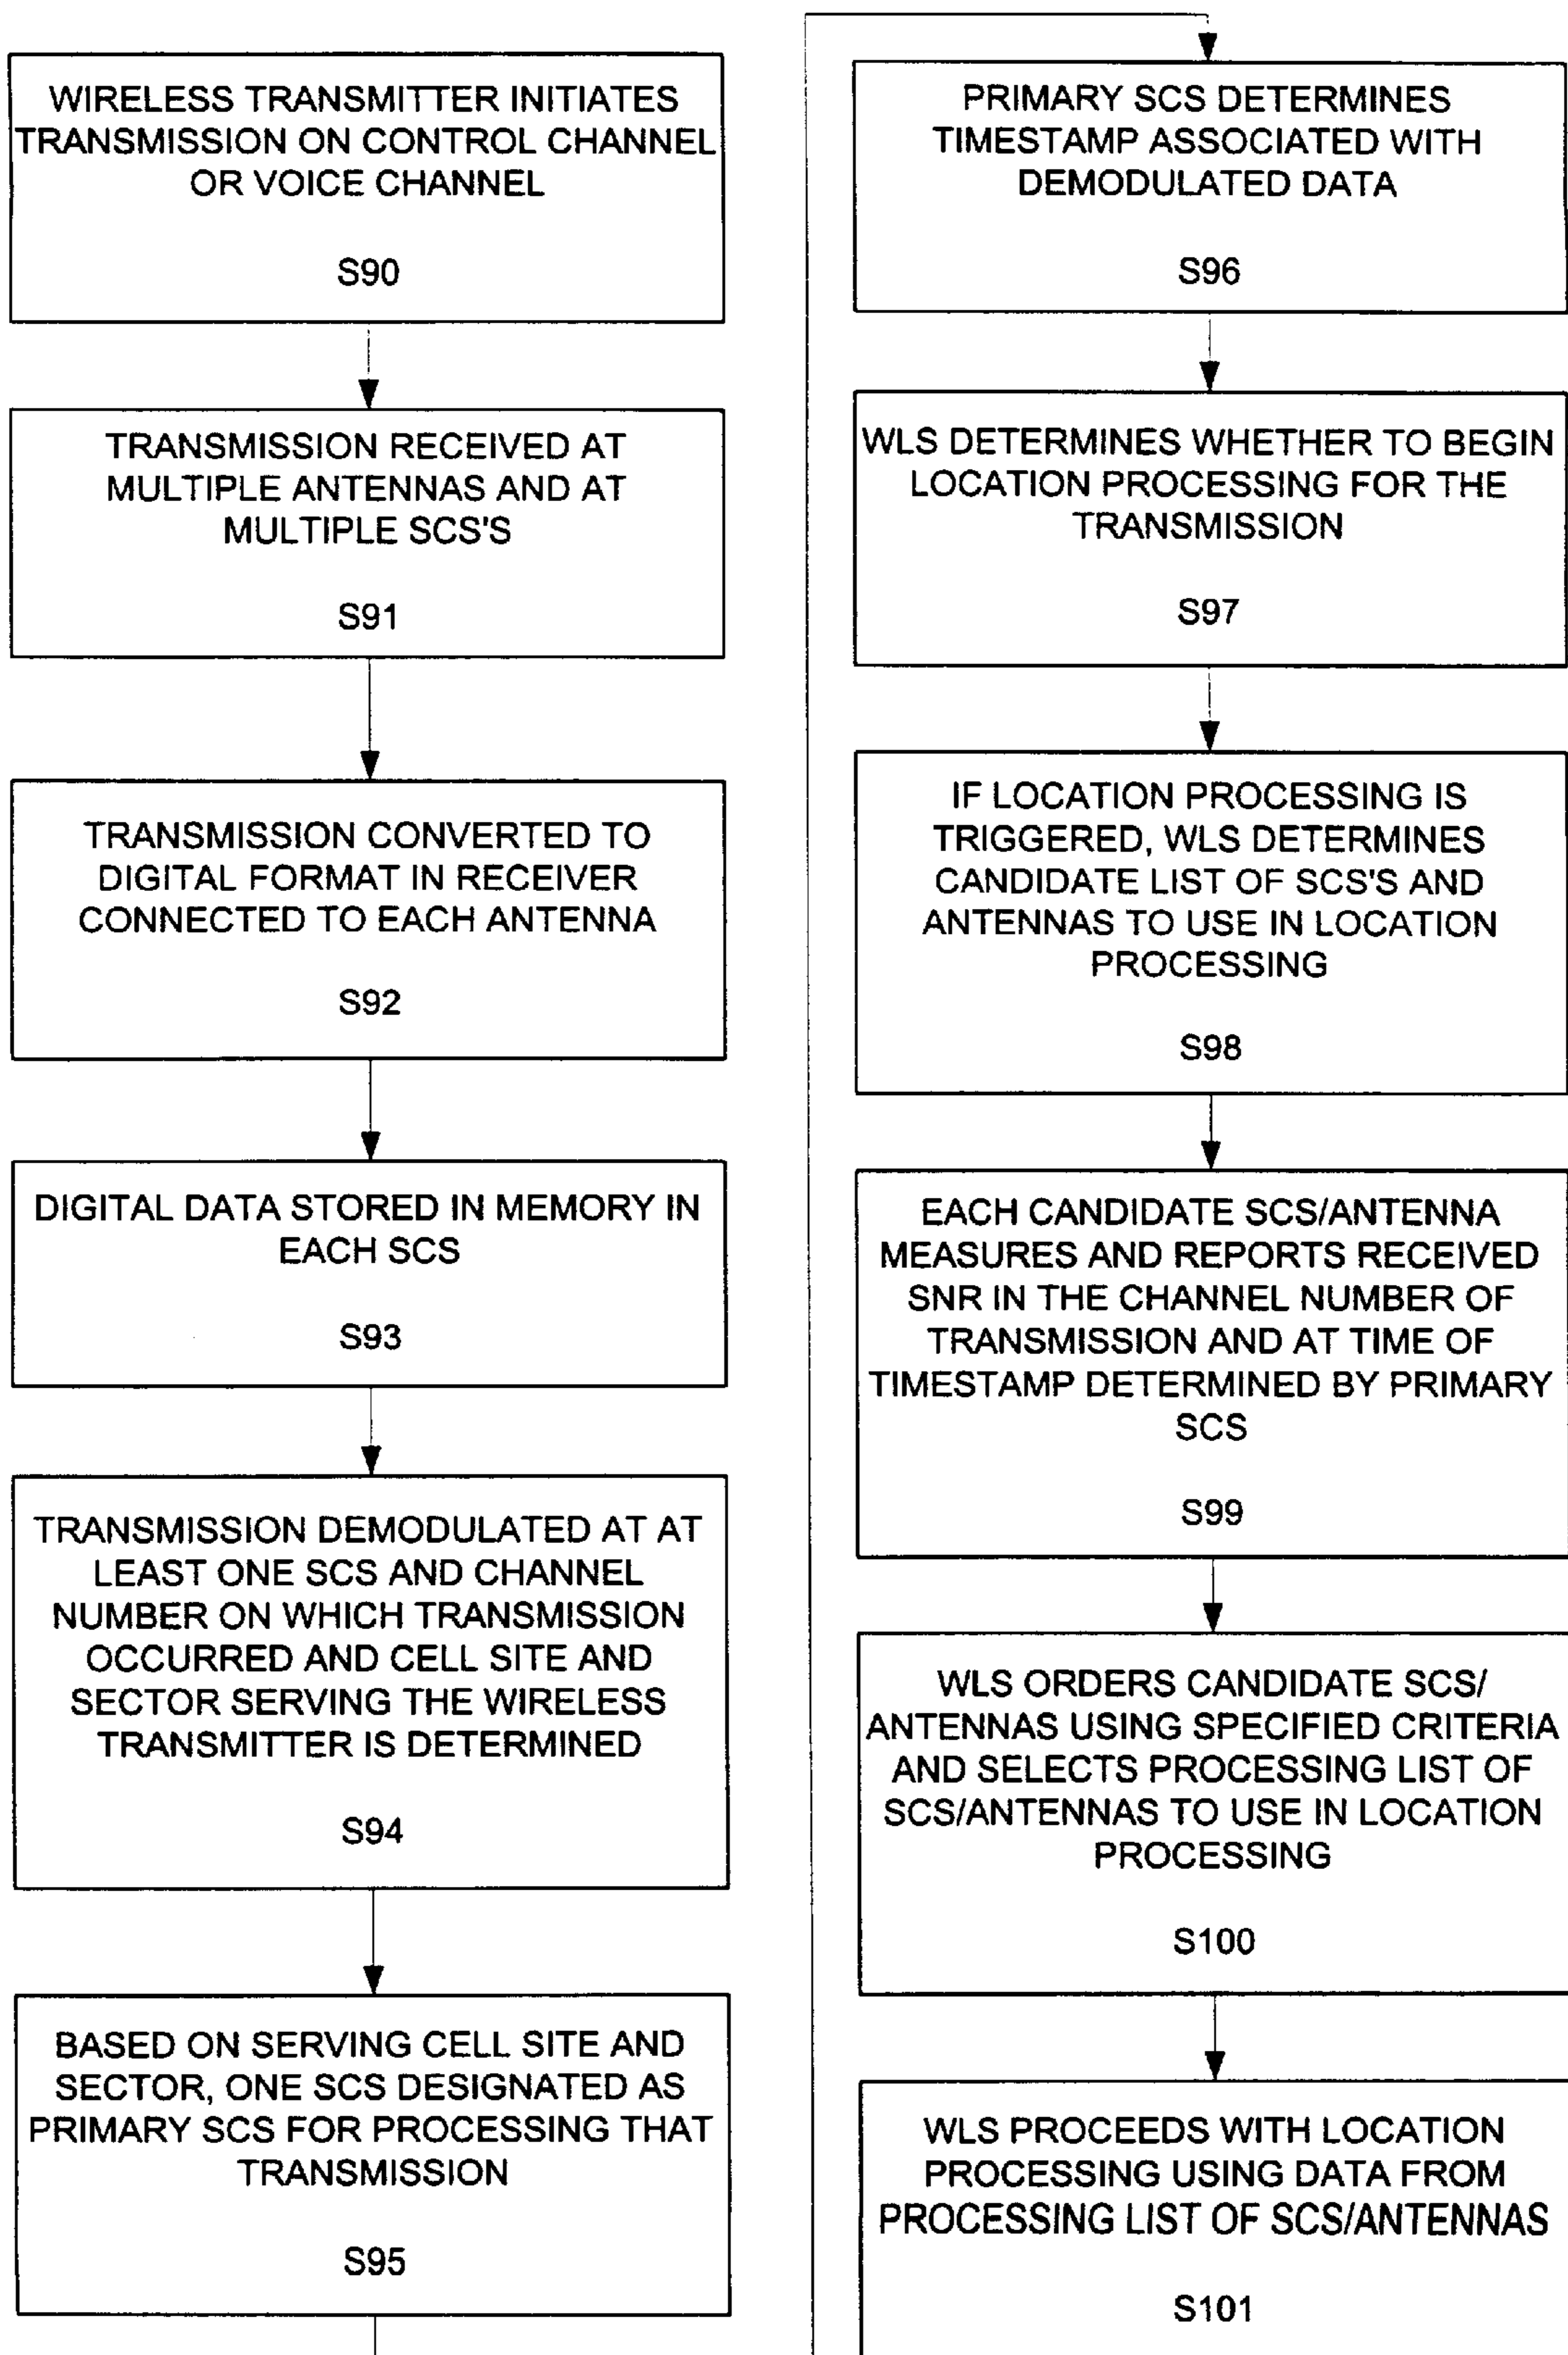 WIRELESS TRANSMITTER INITIATES
TRANSMISSION ON CONTROL CHANNEL
OR VOICE CHANNEL
S90
TRANSMISSION RECEIVED AT
MULTIPLE ANTENNAS AND AT
MULTIPLE SCS'S
S91
TRANSMISSION CONVERTED TO
DIGITAL FORMAT IN RECEIVER
CONNECTED TO EACH ANTENNA
S92
DIGITAL DATA STORED IN MEMORY IN
EACH SCS
S93
TRANSMISSION DEMODULATED AT AT
LEAST ONE SCS AND CHANNEL
NUMBER ON WHICH TRANSMISSION
OCCURRED AND CELL SITE AND
SECTOR SERVING THE WIRELESS
TRANSMITTER IS DETERMINED
S94
BASED ON SERVING CELL SITE AND
SECTOR, ONE SCS DESIGNATED AS
PRIMARY SCS FOR PROCESSING THAT
TRANSMISSION
S95
PRIMARY SCS DETERMINES
TIMESTAMP ASSOCIATED WITH
DEMODULATED DATA
S96
WLS DETERMINES WHETHER TO BEGIN
LOCATION PROCESSING FOR THE
TRANSMISSION
S97
IF LOCATION PROCESSING IS
TRIGGERED, WLS DETERMINES
CANDIDATE LIST OF SCS'S AND
ANTENNAS TO USE IN LOCATION
PROCESSING
S98
EACH CANDIDATE SCS/ANTENNA
MEASURES AND REPORTS RECEIVED
SNR IN THE CHANNEL NUMBER OF
TRANSMISSION AND AT TIME OF
TIMESTAMP DETERMINED BY PRIMARY
SCS
S99
WLS ORDERS CANDIDATE SCS/
ANTENNAS USING SPECIFIED CRITERIA
AND SELECTS PROCESSING LIST OF
SCS/ANTENNAS TO USE IN LOCATION
PROCESSING
S100
WLS PROCEEDS WITH LOCATION
PROCESSING USING DATA FROM
PROCESSING LIST OF SCS/ANTENNAS
S101